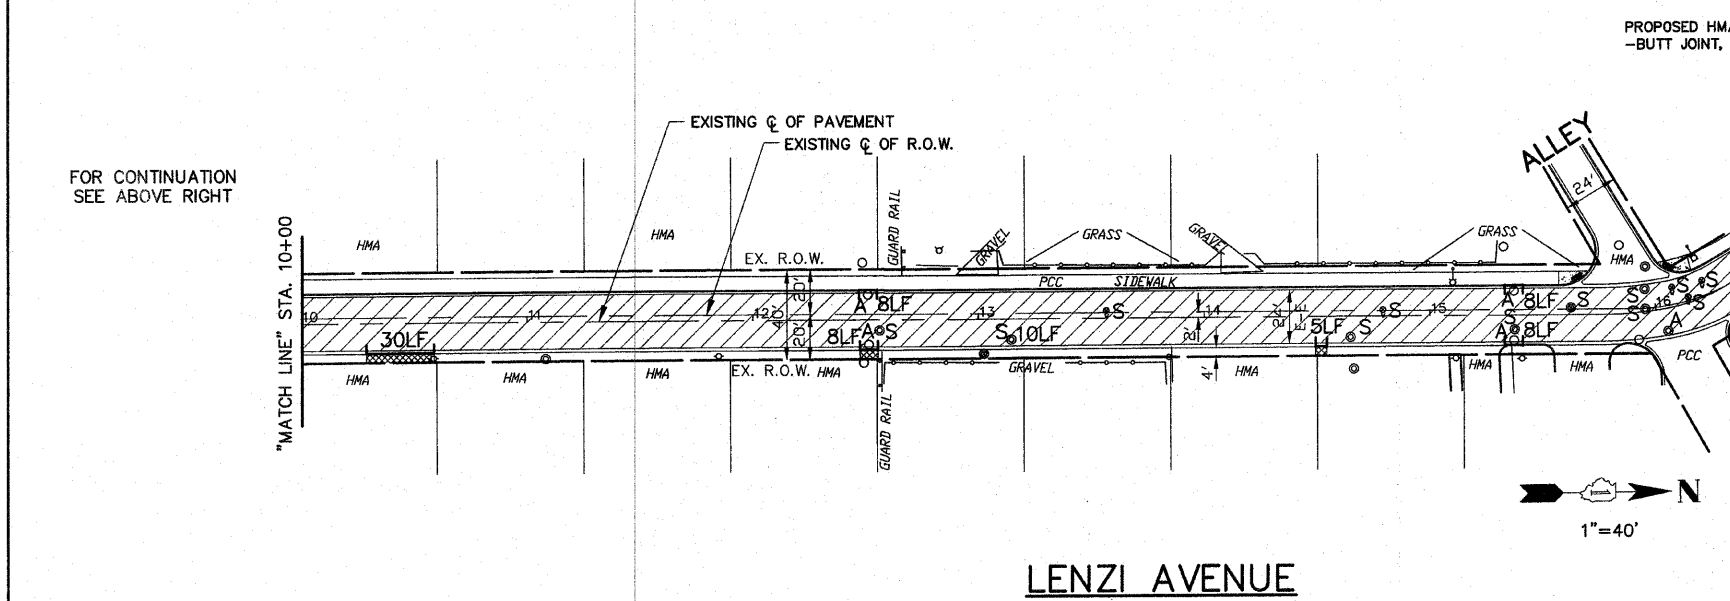 PROPOSED HMA
-BUTT JOINT,
EXISTING ℄ OF PAVEMENT
EXISTING ℄ OF R.O.W.
FOR CONTINUATION
SEE ABOVE RIGHT
ALLEY
24'
"MATCH LINE" STA. 10+00
HMA
HMA
EX. R.O.W.
GUARD RAIL
GRAVEL
GRASS
GRAVEL
GRASS
HMA
PCC SIDEWALK
20'
40'
20'
10
11
12
13
14
15
16
A 8LF
S
S
A 8LF
S
S
S
S
S
S
30LF
8LF A S
S 10LF
2'
24'
E-E
5LF S
S
A 8LF
A
HMA
HMA
HMA
EX. R.O.W.
HMA
GRAVEL
4'
HMA
HMA
HMA
PCC
GUARD RAIL
N
1"=40'
LENZI AVENUE